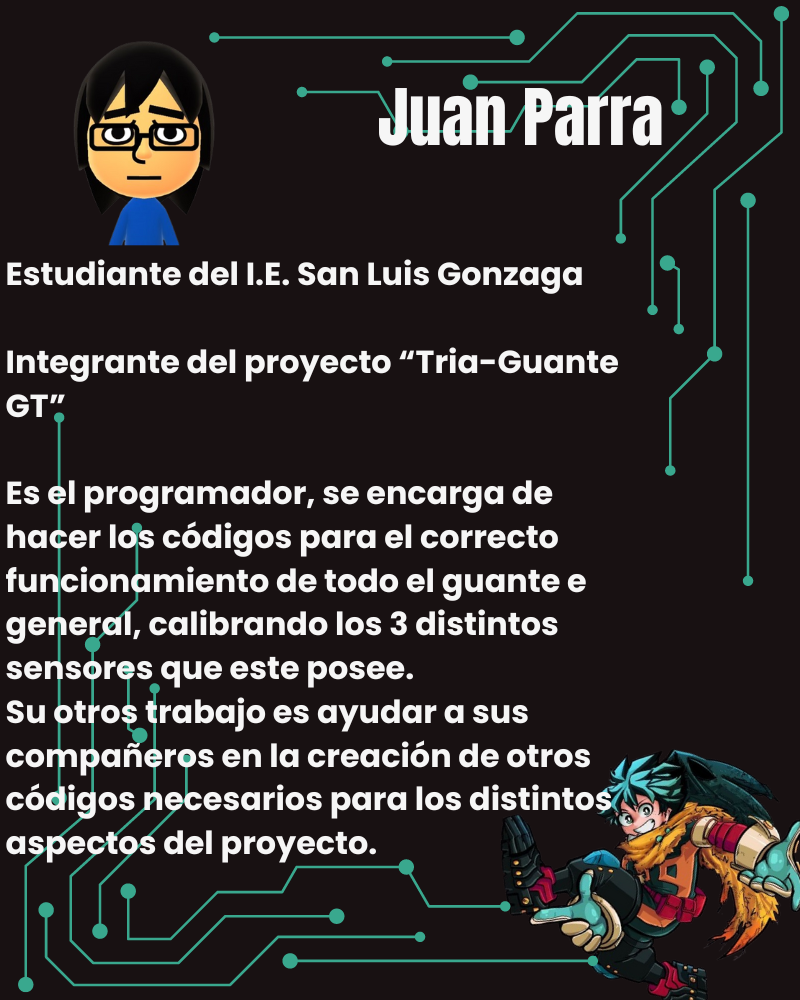 Juan Parra
Estudiante del I.E. San Luis Gonzaga
Integrante del proyecto “Tria-Guante
GT”
Es el programador, se encarga de
hacer los códigos para el correcto
funcionamiento de todo el guante e
general, calibrando los 3 distintos
sensores que este posee.
Su otros trabajo es ayudar a sus
compañeros en la creación de otros
códigos necesarios para los distintos
aspectos del proyecto.